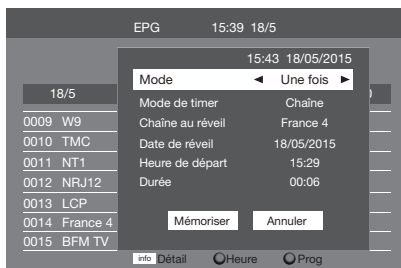 EPG 15:39 18/5
15:43 18/05/2015
Mode ◄ Une fois ►
18/5
Mode de timer Chaîne
0009 W9
Chaîne au réveil France 4
0010 TMC
Date de réveil 18/05/2015
0011 NT1
Heure de départ 15:29
0012 NRJ12
Durée 00:06
0013 LCP
0014 France 4
Mémoriser Annuler
0015 BFM TV
info Détail Heure Prog